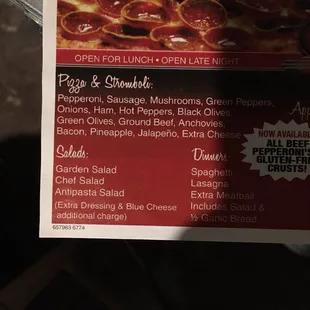 OPEN FOR LUNCH • OPEN LATE NIGHT
Pizza & Stromboli:
Pepperoni, Sausage, Mushrooms, Green Peppers,
Onions, Ham, Hot Peppers, Black Olives,
Green Olives, Ground Beef, Anchovies,
Bacon, Pineapple, Jalapeño, Extra Cheese
Salads:
Garden Salad
Chef Salad
Antipasta Salad
(Extra Dressing & Blue Cheese
additional charge)
Dinners
Spaghetti
Lasagna
Extra Meatball
Includes Salad &
½ Garlic Bread
App
NOW AVAILABLE
ALL BEEF
PEPPERONI'S
GLUTEN-FREE
CRUSTS!
657963 6774